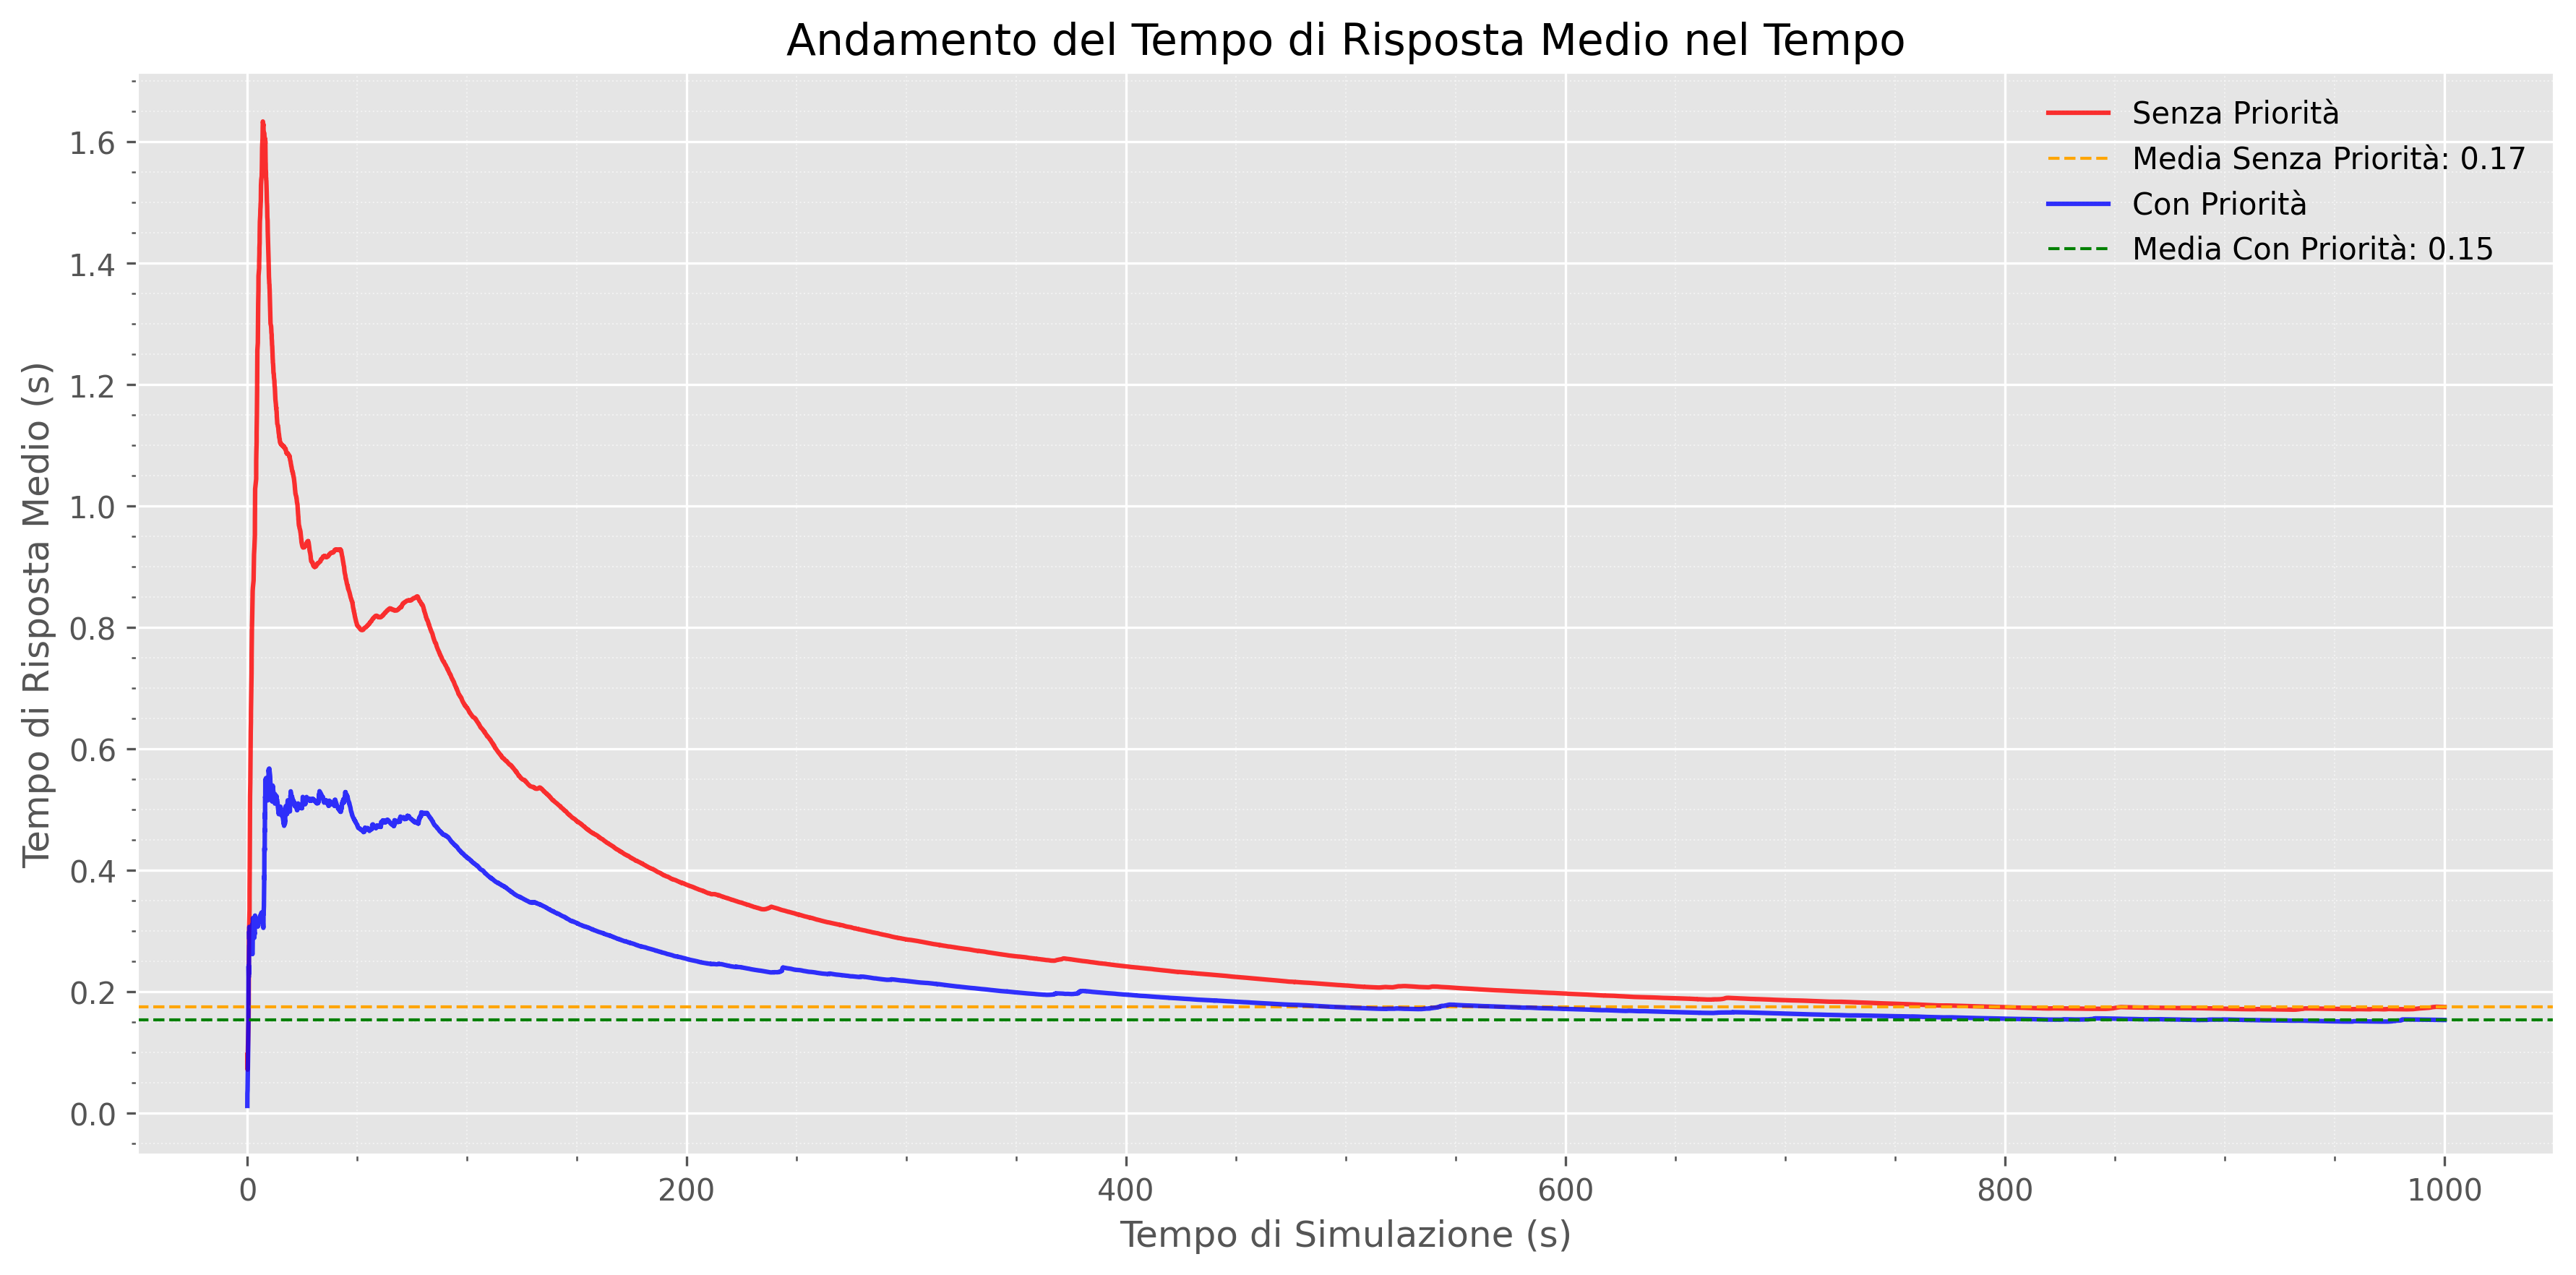 Andamento del Tempo di Risposta Medio nel Tempo
Senza Priorità
Media Senza Priorità: 0.17
Con Priorità
Media Con Priorità: 0.15
Tempo di Risposta Medio (s)
1.6
1.4
1.2
1.0
0.8
0.6
0.4
0.2
0.0
0 200 400 600 800 1000
Tempo di Simulazione (s)